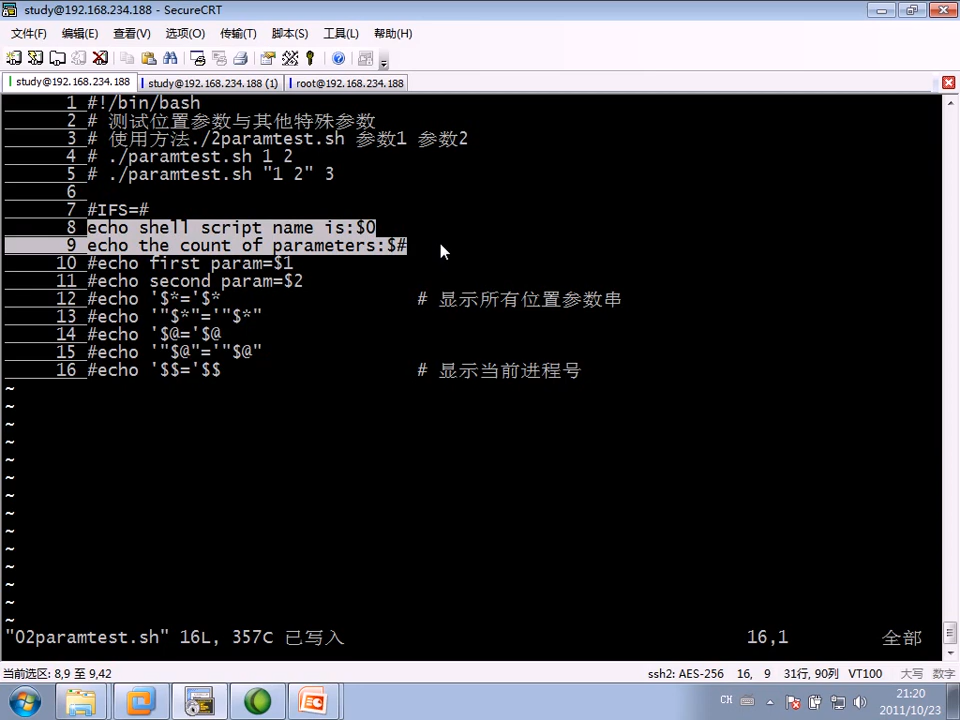 study@192.168.234.188 - SecureCRT
文件(F) 编辑(E) 查看(V) 选项(O) 传输(T) 脚本(S) 工具(L) 帮助(H)
study@192.168.234.188 study@192.168.234.188 (1) root@192.168.234.188
1 #!/bin/bash
2 # 测试位置参数与其他特殊参数
3 # 使用方法./2paramtest.sh 参数1 参数2
4 # ./paramtest.sh 1 2
5 # ./paramtest.sh "1 2" 3
6
7 #IFS=#
8 echo shell script name is:$0
9 echo the count of parameters:$#
10 #echo first param=$1
11 #echo second param=$2
12 #echo '$*='$* # 显示所有位置参数串
13 #echo '"$*"='"$*"
14 #echo '$@='$@
15 #echo '"$@"='"$@"
16 #echo '$$='$$ # 显示当前进程号
~
~
~
~
~
~
~
~
~
~
~
~
~
~
"02paramtest.sh" 16L, 357C 已写入 16,1 全部
当前选区: 8,9 至 9,42 ssh2: AES-256 16, 9 31行, 90列 VT100 大写 数字
CH 21:20
2011/10/23